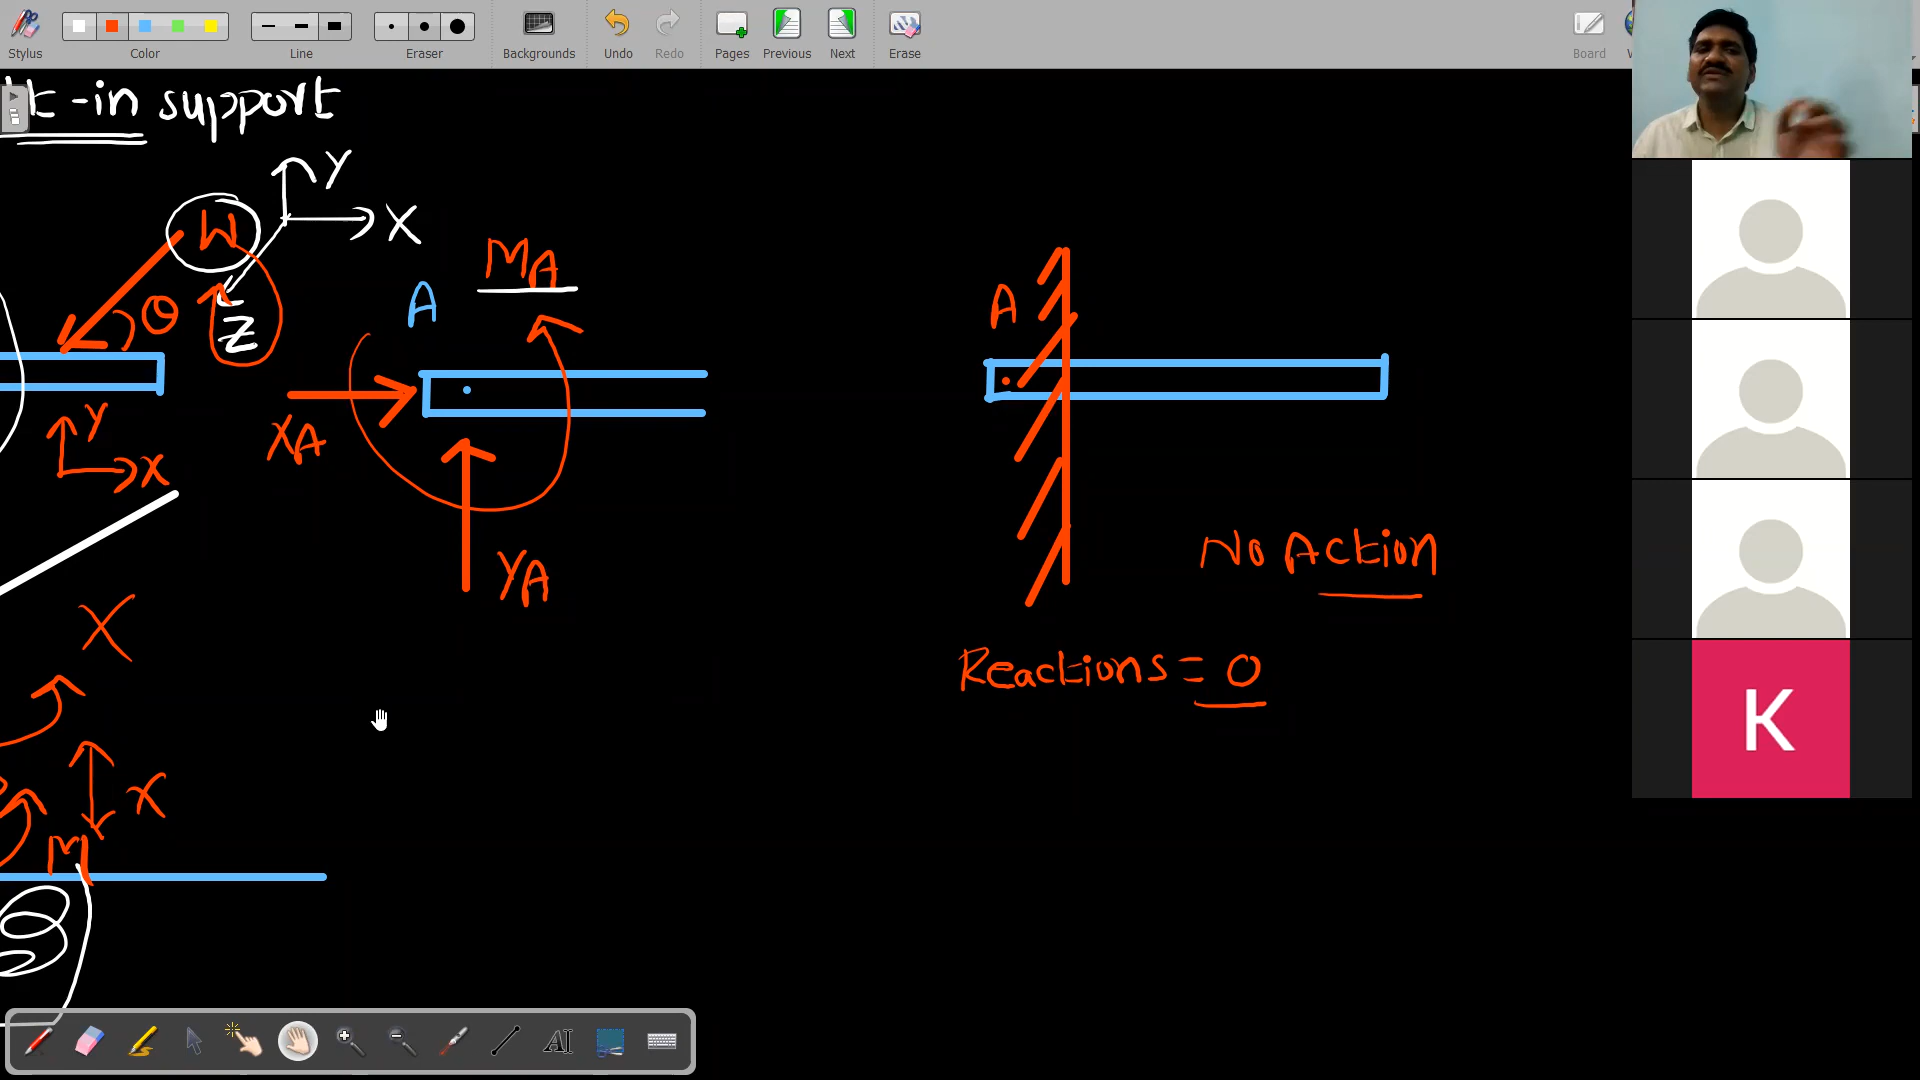 Stylus
Color
Line
Eraser
Backgrounds
Undo
Redo
Pages
Previous
Next
Erase
Board
-in support
Y
X
W
θ
Z
MA
A
XA
YA
Y
X
A
No Action
Reactions = 0
X
X
M
K
AI